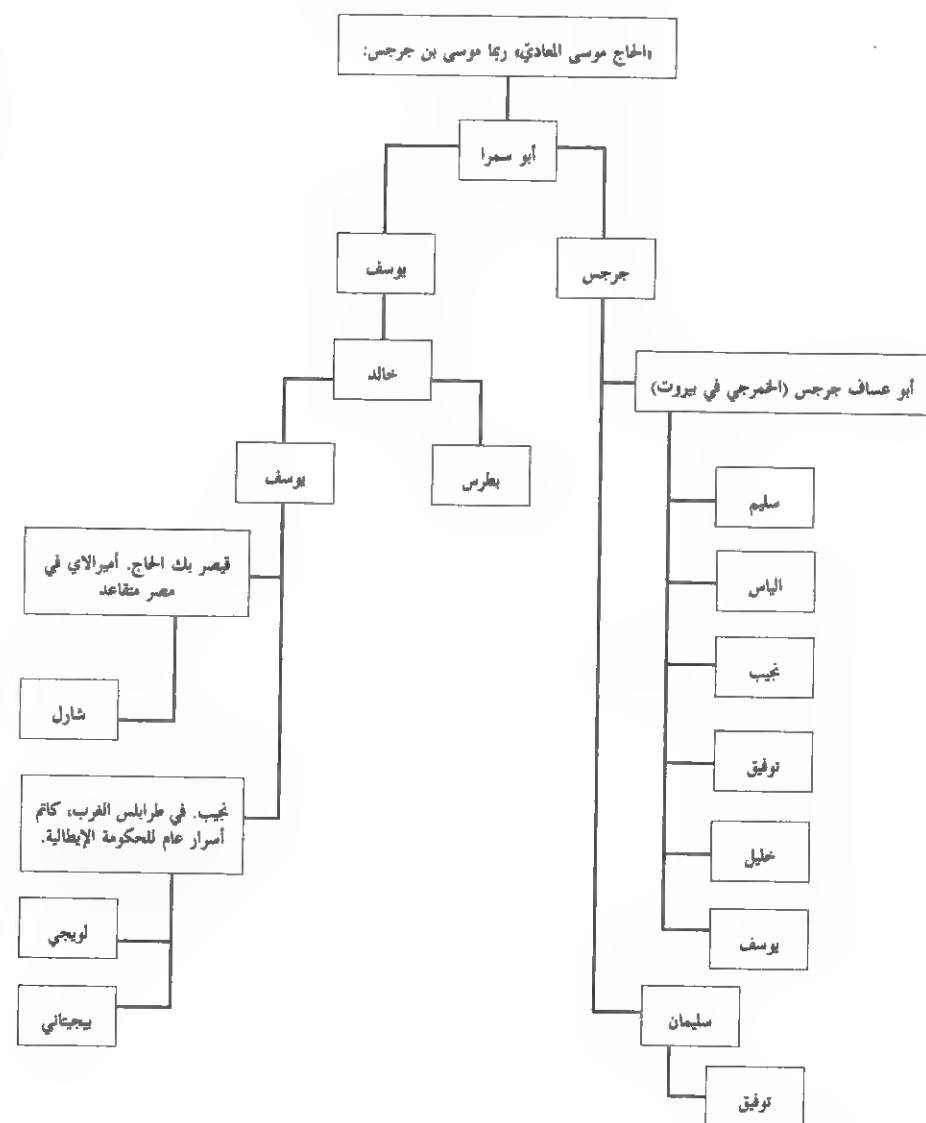 «الحاج موسى المعاديّ» ربما موسى بن جرجس:
أبو سمرا
جرجس
يوسف
أبو عساف جرجس (الخمرجي في بيروت)
سليم
الياس
نجيب
توفيق
خليل
يوسف
سليمان
توفيق
خالد
بطرس
يوسف
قيصر بك الحاج. أميرالاي في
مصر متقاعد
شارل
نجيب. في طرابلس الغرب، كاتم
أسرار عام للحكومة الإيطالية.
لويجي
بيجيتاني